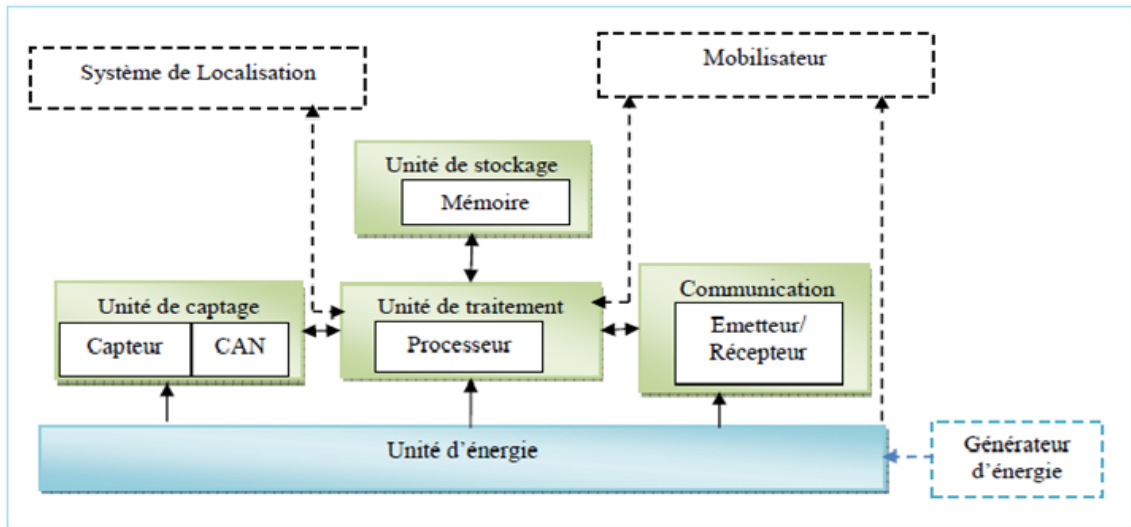 Système de Localisation
Mobilisateur
Unité de stockage
Mémoire
Unité de captage
Capteur
CAN
Unité de traitement
Processeur
Communication
Emetteur/
Récepteur
Unité d'énergie
Générateur
d'énergie